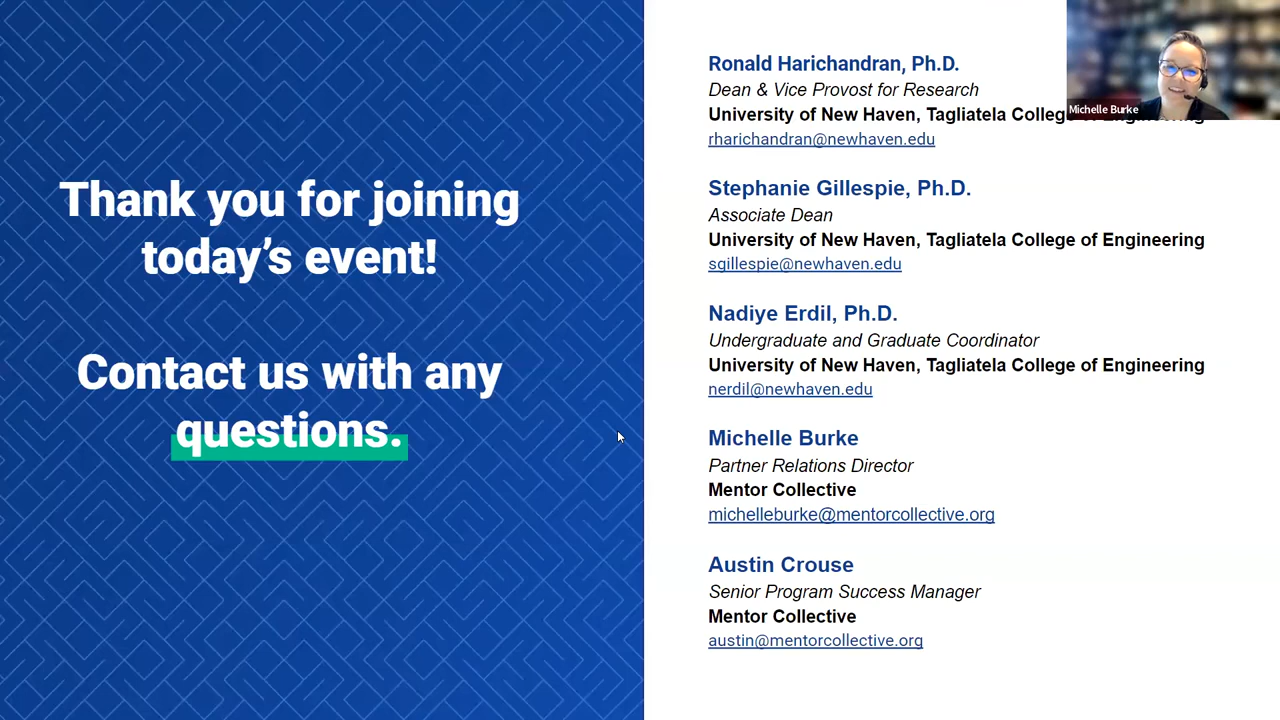 Thank you for joining
today’s event!
Contact us with any
questions.
Ronald Harichandran, Ph.D.
Dean & Vice Provost for Research
University of New Haven, Tagliatela College of Engineering
rharichandran@newhaven.edu
Stephanie Gillespie, Ph.D.
Associate Dean
University of New Haven, Tagliatela College of Engineering
sgillespie@newhaven.edu
Nadiye Erdil, Ph.D.
Undergraduate and Graduate Coordinator
University of New Haven, Tagliatela College of Engineering
nerdil@newhaven.edu
Michelle Burke
Partner Relations Director
Mentor Collective
michelleburke@mentorcollective.org
Austin Crouse
Senior Program Success Manager
Mentor Collective
austin@mentorcollective.org
Michelle Burke